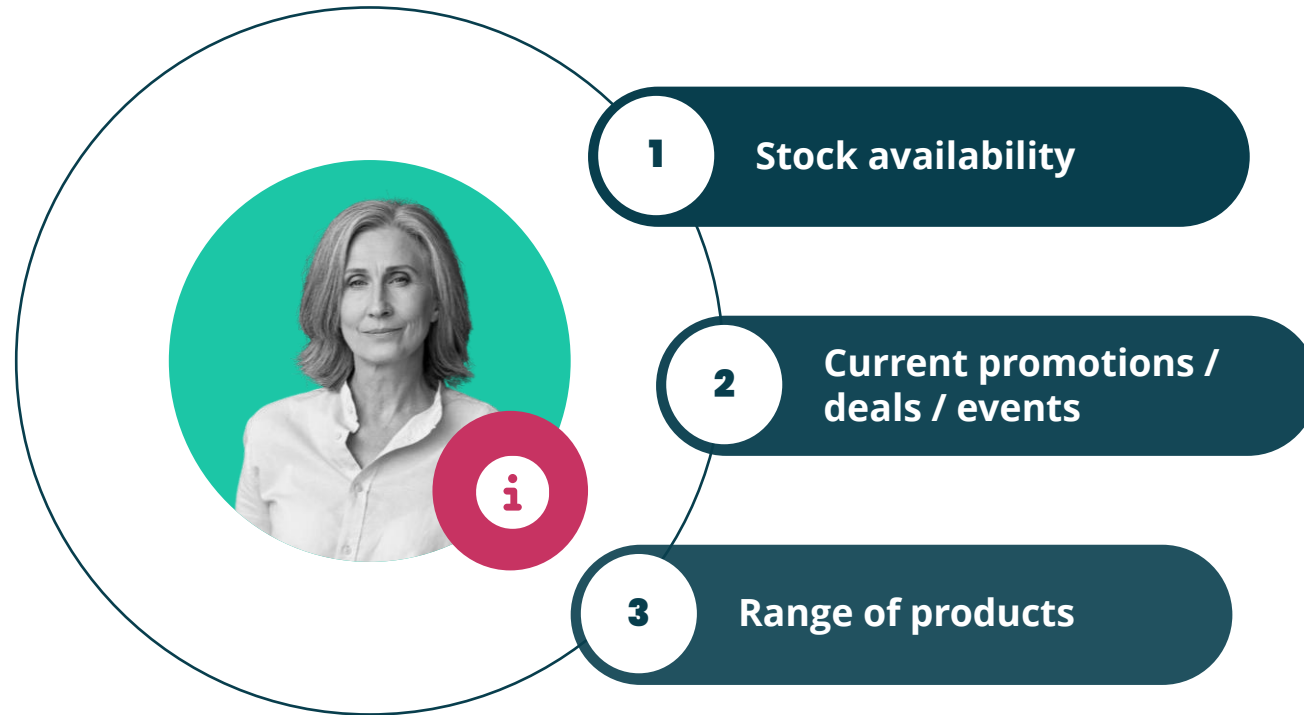 1
Stock availability
2
Current promotions /
deals / events
i
3
Range of products